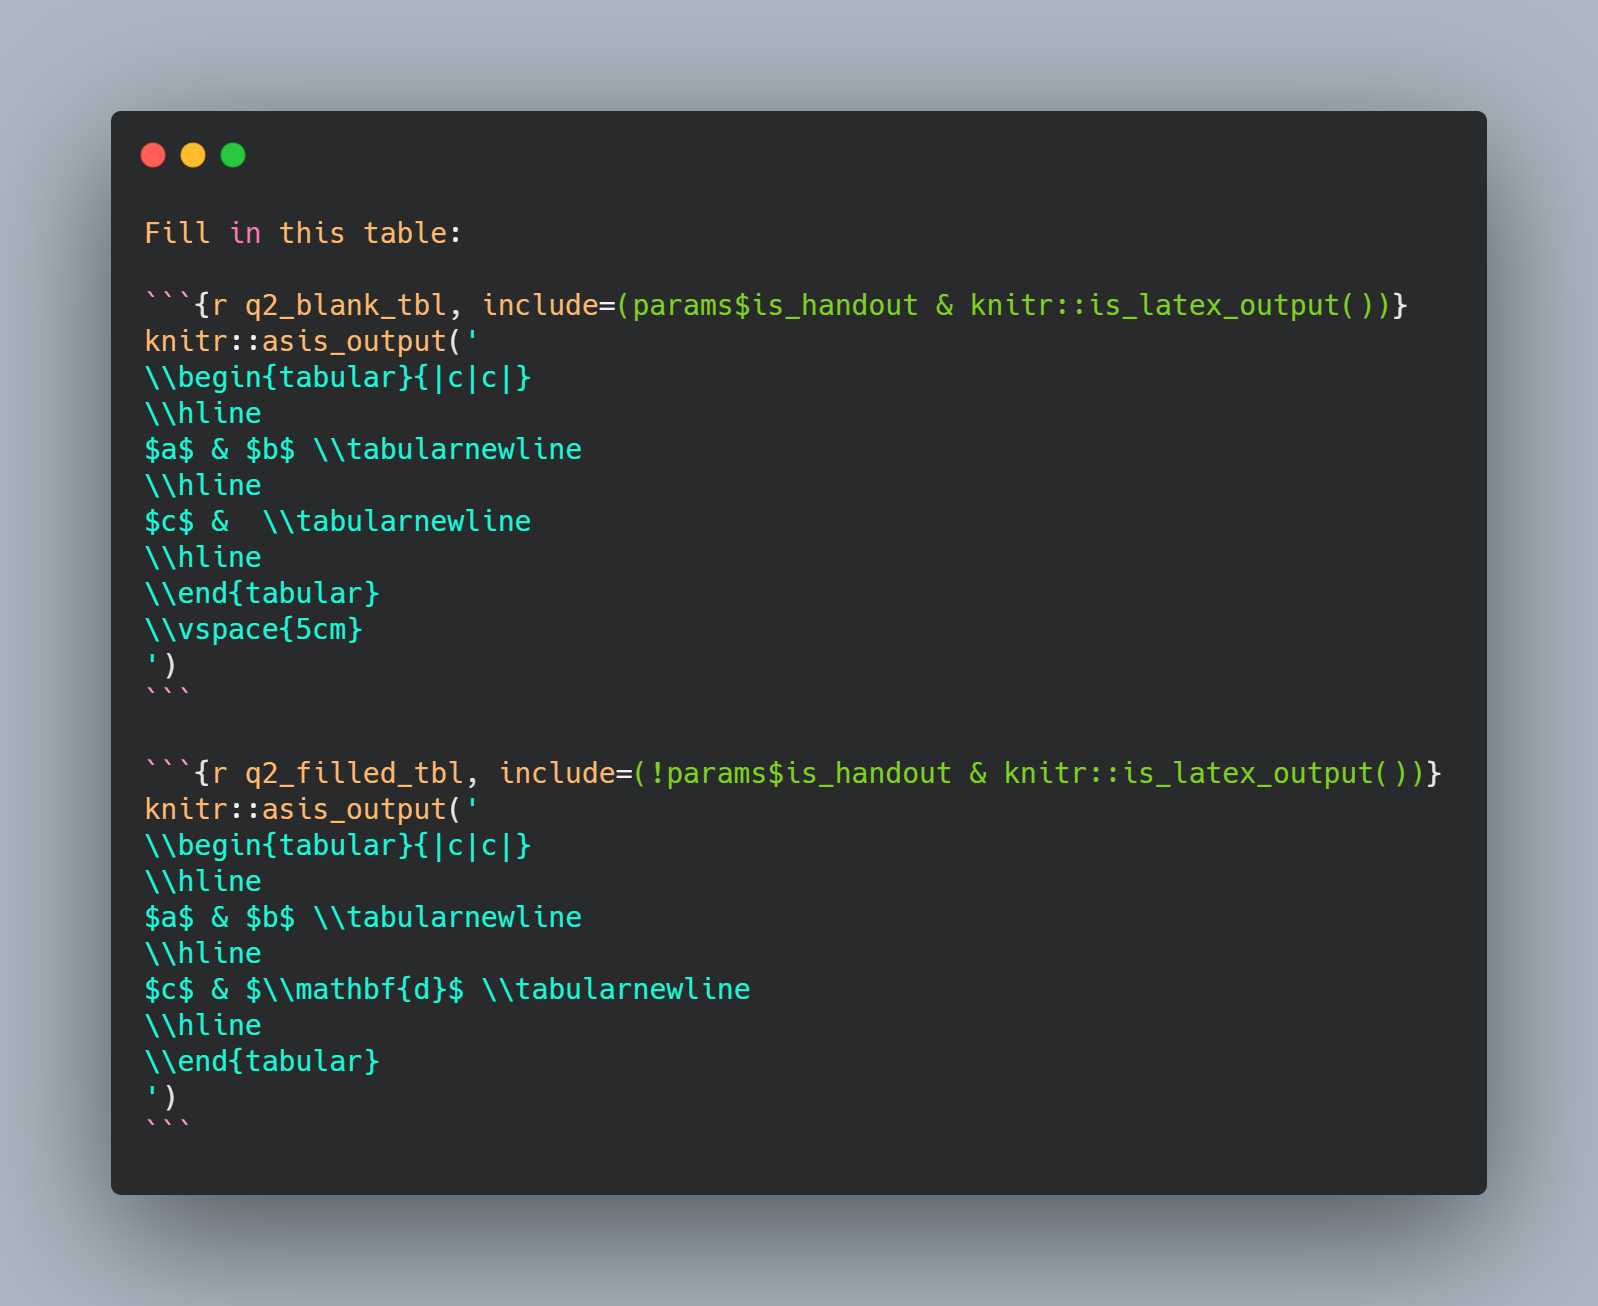 Fill in this table:
```{r q2_blank_tbl, include=(params$is_handout & knitr::is_latex_output())}
knitr::asis_output('
\\begin{tabular}{|c|c|}
\\hline
$a$ & $b$ \\tabularnewline
\\hline
$c$ &  \\tabularnewline
\\hline
\\end{tabular}
\\vspace{5cm}
')
```
```{r q2_filled_tbl, include=(!params$is_handout & knitr::is_latex_output())}
knitr::asis_output('
\\begin{tabular}{|c|c|}
\\hline
$a$ & $b$ \\tabularnewline
\\hline
$c$ & $\\mathbf{d}$ \\tabularnewline
\\hline
\\end{tabular}
')
```